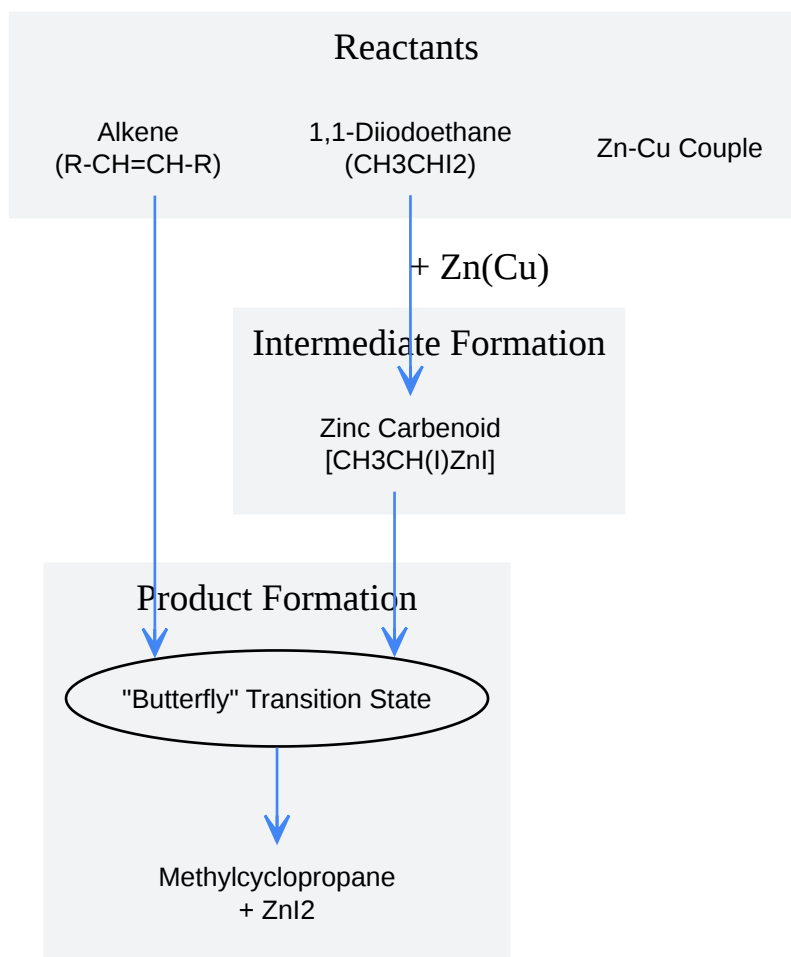 Reactants
Alkene
(R-CH=CH-R)
1,1-Diiodoethane
(CH3CHI2)
Zn-Cu Couple
+ Zn(Cu)
Intermediate Formation
Zinc Carbenoid
[CH3CH(I)ZnI]
Product Formation
"Butterfly" Transition State
Methylcyclopropane
+ ZnI2